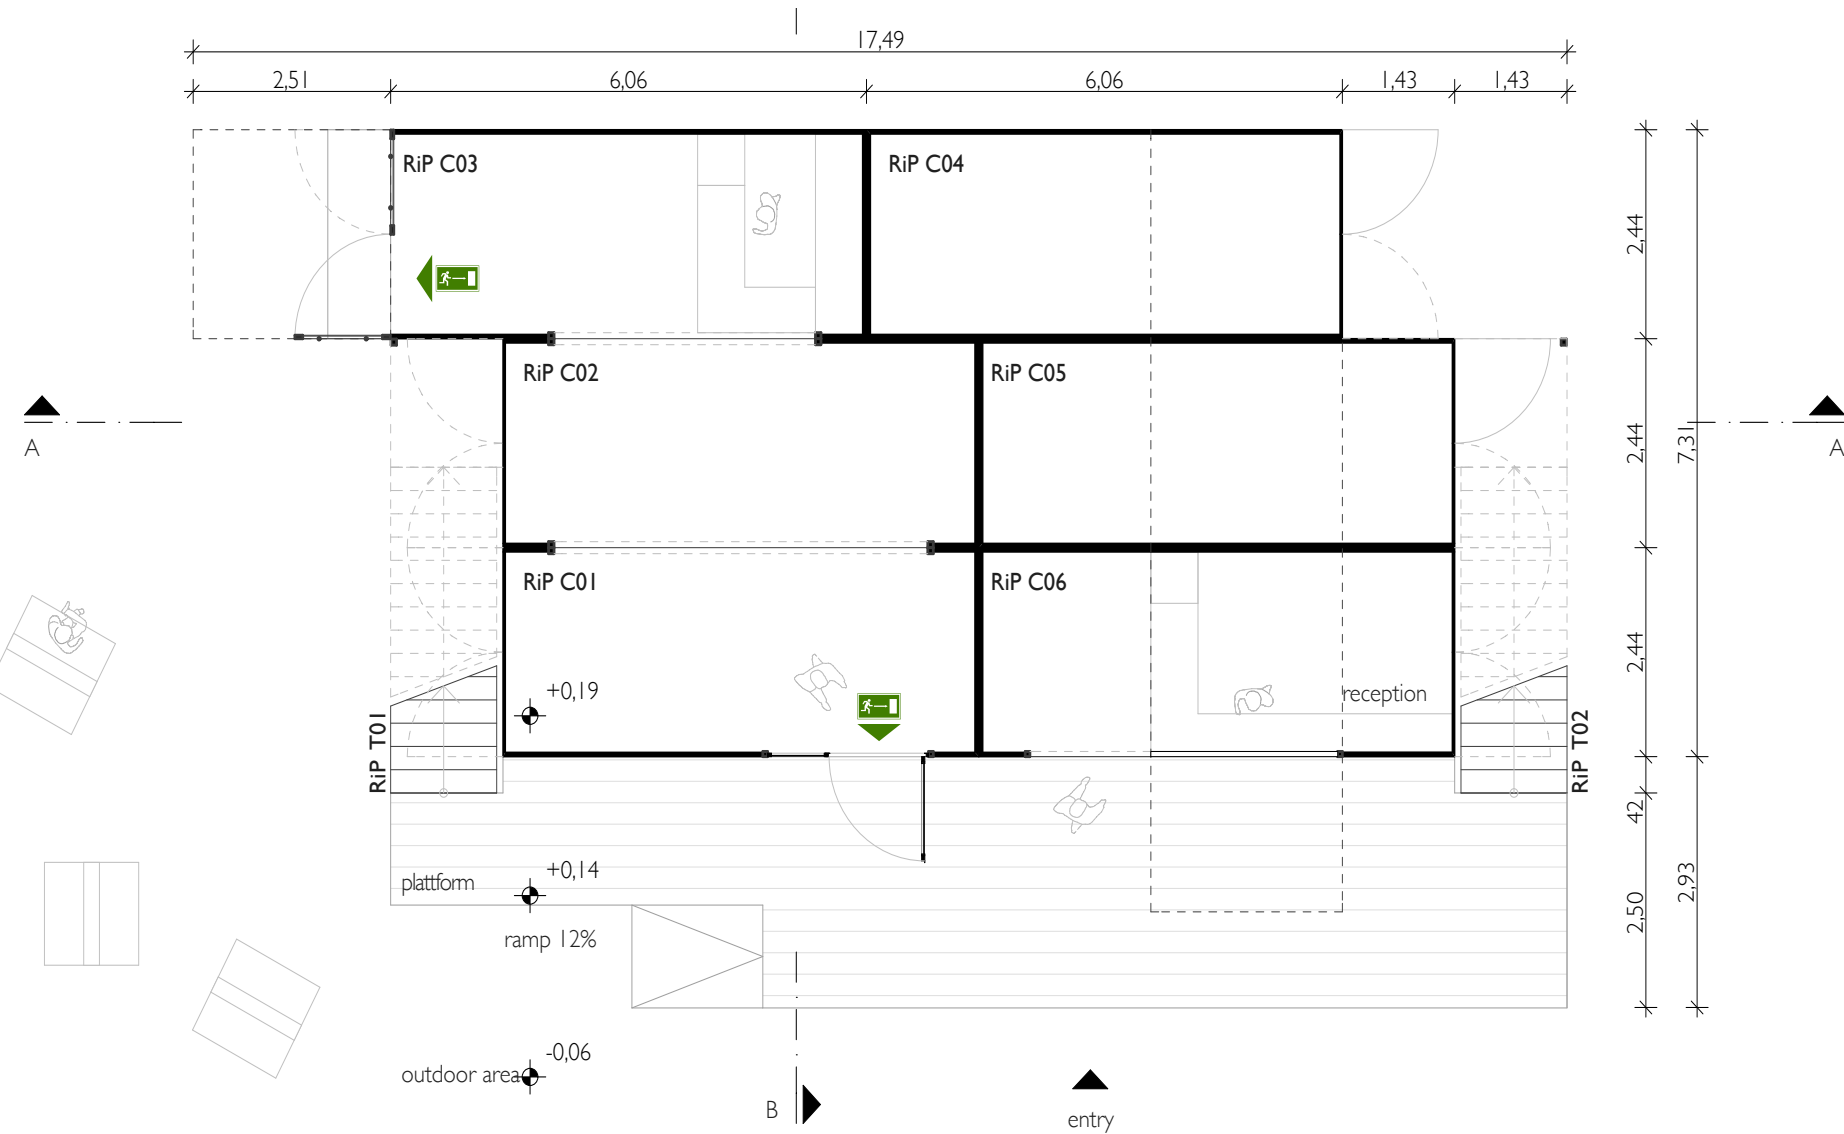 17,49
2,51 6,06 6,06 1,43 1,43
RiP C03 RiP C04
2,44
RiP C02 RiP C05
A A
2,44
7,31
RiP C01 RiP C06
2,44
+0,19 reception
RiP T01 RiP T02
42
+0,14
plattform
2,93
2,50
ramp 12%
-0,06
outdoor area
B
entry